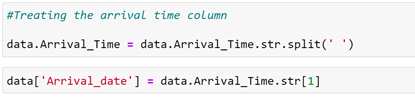 #Treating the arrival time column
data.Arrival_Time = data.Arrival_Time.str.split(' ')
data['Arrival_date'] = data.Arrival_Time.str[1]